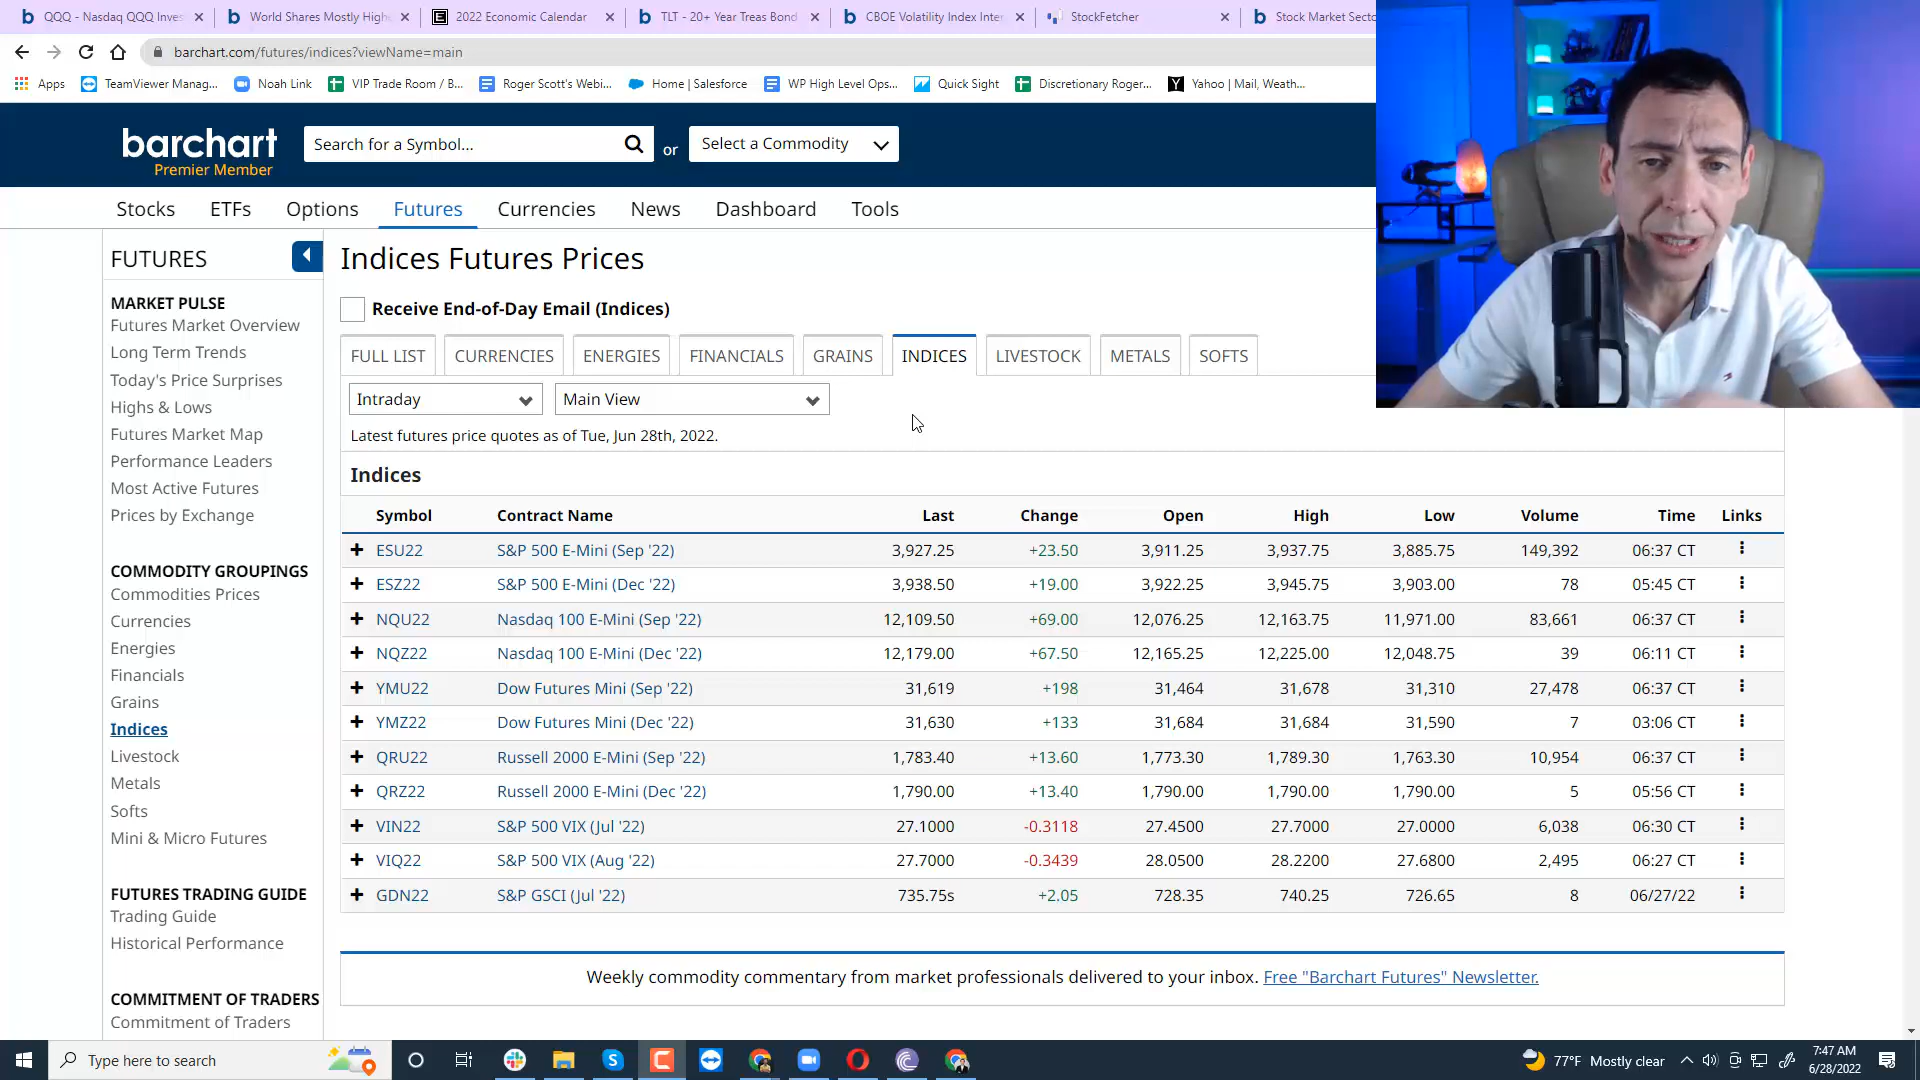 QQQ - Nasdaq QQQ Inves
World Shares Mostly High
2022 Economic Calendar
TLT - 20+ Year Treas Bond
CBOE Volatility Index Inter
StockFetcher
Stock Market Secto
barchart.com/futures/indices?viewName=main
Apps
TeamViewer Manag...
Noah Link
VIP Trade Room / B...
Roger Scott's Webi...
Home | Salesforce
WP High Level Ops...
Quick Sight
Discretionary Roger...
Yahoo | Mail, Weath...
barchart
Premier Member
Search for a Symbol...
or
Select a Commodity
Stocks ETFs Options Futures Currencies News Dashboard Tools
FUTURES
MARKET PULSE
Futures Market Overview
Long Term Trends
Today's Price Surprises
Highs & Lows
Futures Market Map
Performance Leaders
Most Active Futures
Prices by Exchange
COMMODITY GROUPINGS
Commodities Prices
Currencies
Energies
Financials
Grains
Indices
Livestock
Metals
Softs
Mini & Micro Futures
FUTURES TRADING GUIDE
Trading Guide
Historical Performance
COMMITMENT OF TRADERS
Commitment of Traders
Indices Futures Prices
Receive End-of-Day Email (Indices)
FULL LIST CURRENCIES ENERGIES FINANCIALS GRAINS INDICES LIVESTOCK METALS SOFTS
Intraday
Main View
Latest futures price quotes as of Tue, Jun 28th, 2022.
Indices
Symbol Contract Name Last Change Open High Low Volume Time Links
ESU22 S&P 500 E-Mini (Sep '22) 3,927.25 +23.50 3,911.25 3,937.75 3,885.75 149,392 06:37 CT
ESZ22 S&P 500 E-Mini (Dec '22) 3,938.50 +19.00 3,922.25 3,945.75 3,903.00 78 05:45 CT
NQU22 Nasdaq 100 E-Mini (Sep '22) 12,109.50 +69.00 12,076.25 12,163.75 11,971.00 83,661 06:37 CT
NQZ22 Nasdaq 100 E-Mini (Dec '22) 12,179.00 +67.50 12,165.25 12,225.00 12,048.75 39 06:11 CT
YMU22 Dow Futures Mini (Sep '22) 31,619 +198 31,464 31,678 31,310 27,478 06:37 CT
YMZ22 Dow Futures Mini (Dec '22) 31,630 +133 31,684 31,684 31,590 7 03:06 CT
QRU22 Russell 2000 E-Mini (Sep '22) 1,783.40 +13.60 1,773.30 1,789.30 1,763.30 10,954 06:37 CT
QRZ22 Russell 2000 E-Mini (Dec '22) 1,790.00 +13.40 1,790.00 1,790.00 1,790.00 5 05:56 CT
VIN22 S&P 500 VIX (Jul '22) 27.1000 -0.3118 27.4500 27.7000 27.0000 6,038 06:30 CT
VIQ22 S&P 500 VIX (Aug '22) 27.7000 -0.3439 28.0500 28.2200 27.6800 2,495 06:27 CT
GDN22 S&P GSCI (Jul '22) 735.75s +2.05 728.35 740.25 726.65 8 06/27/22
Weekly commodity commentary from market professionals delivered to your inbox. Free "Barchart Futures" Newsletter.
Type here to search
77°F Mostly clear
7:47 AM
6/28/2022